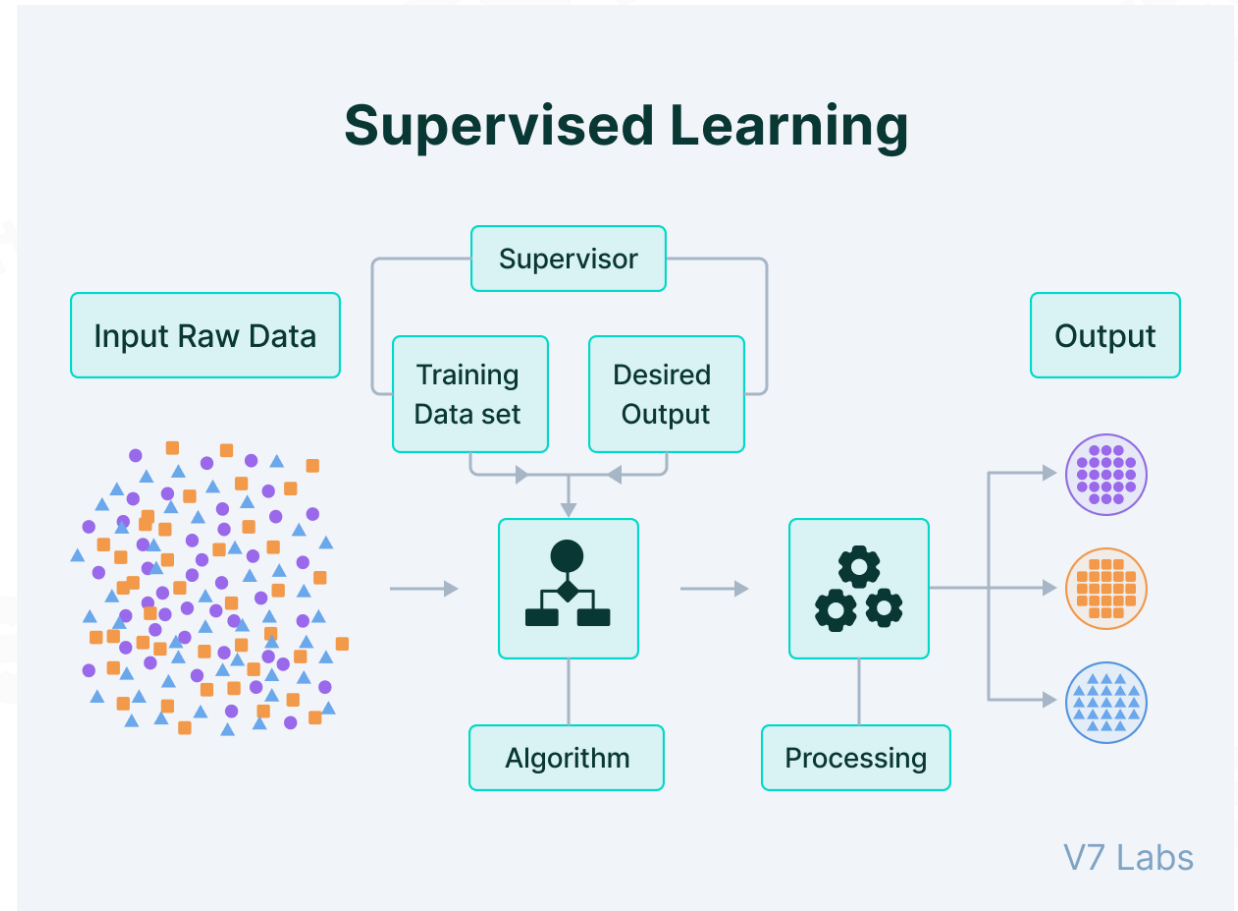 Supervised Learning
Supervisor
Input Raw Data
Training
Data set
Desired
Output
Output
Algorithm
Processing
V7 Labs